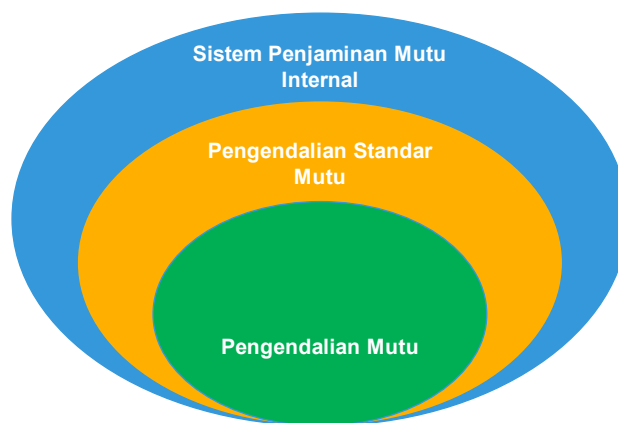 Sistem Penjaminan Mutu
Internal
Pengendalian Standar
Mutu
Pengendalian Mutu